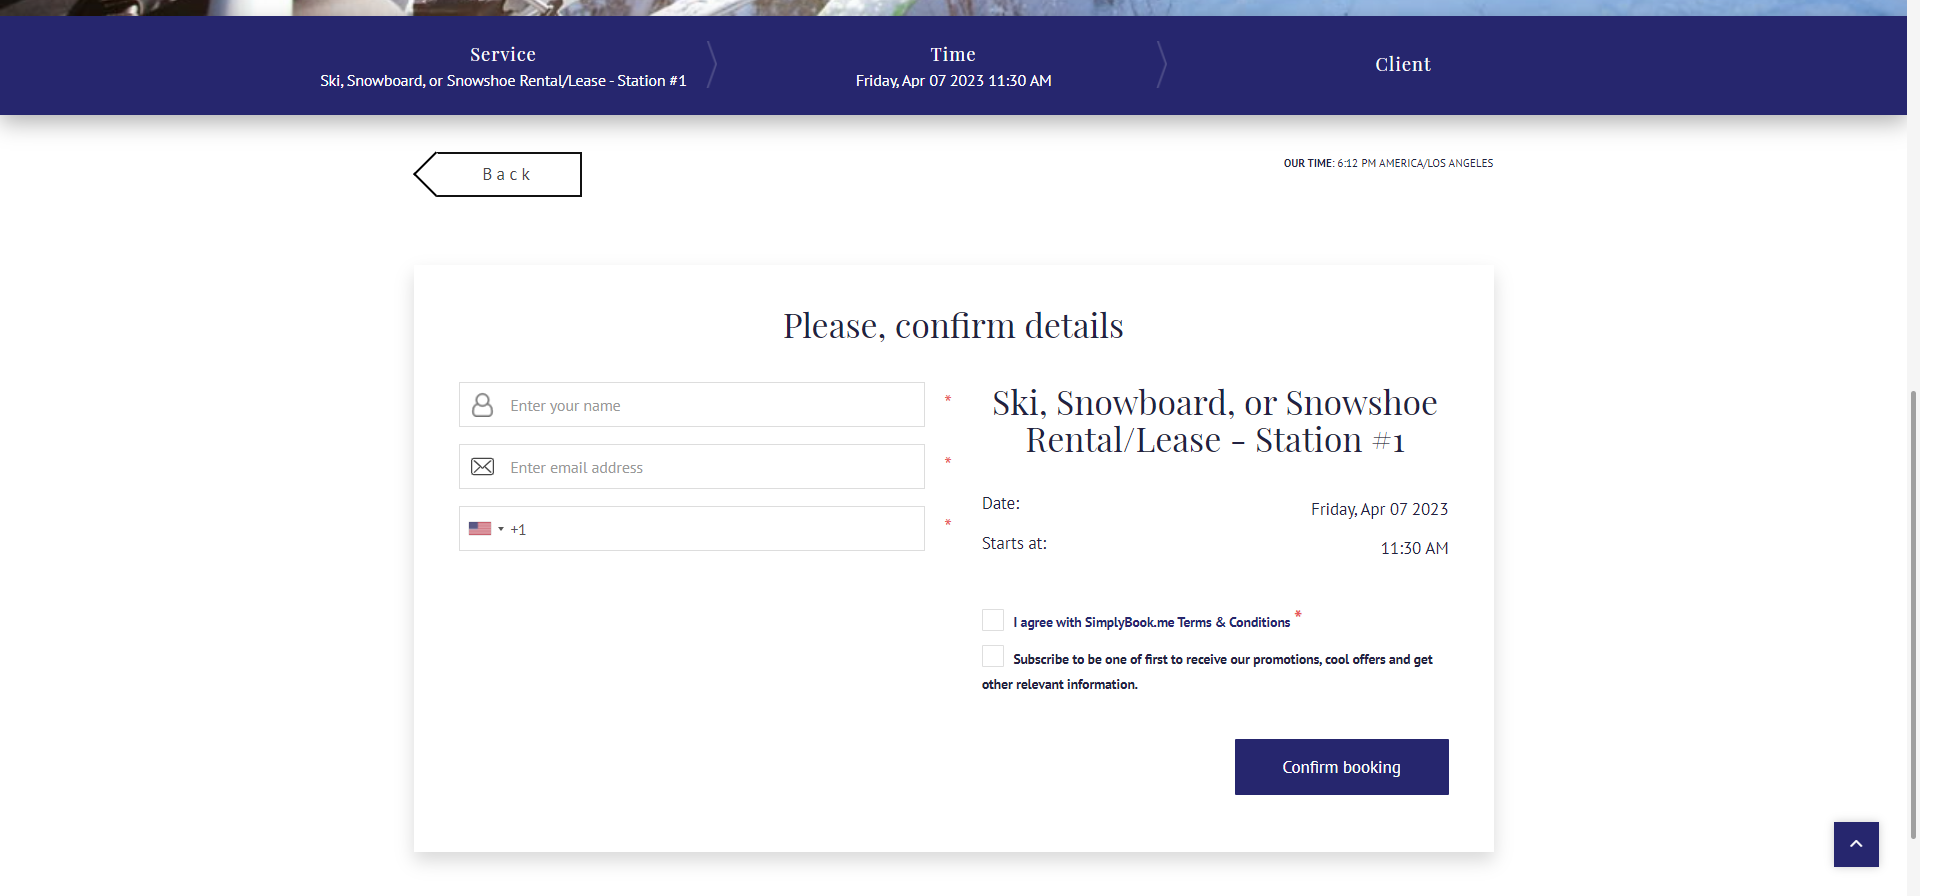 Service
Ski, Snowboard, or Snowshoe Rental/Lease - Station #1
Time
Friday, Apr 07 2023 11:30 AM
Client
Back
OUR TIME: 6:12 PM AMERICA/LOS ANGELES
Please, confirm details
Enter your name
*
Enter email address
*
+1
*
Ski, Snowboard, or Snowshoe
Rental/Lease - Station #1
Date:
Friday, Apr 07 2023
Starts at:
11:30 AM
I agree with SimplyBook.me Terms & Conditions *
Subscribe to be one of first to receive our promotions, cool offers and get
other relevant information.
Confirm booking